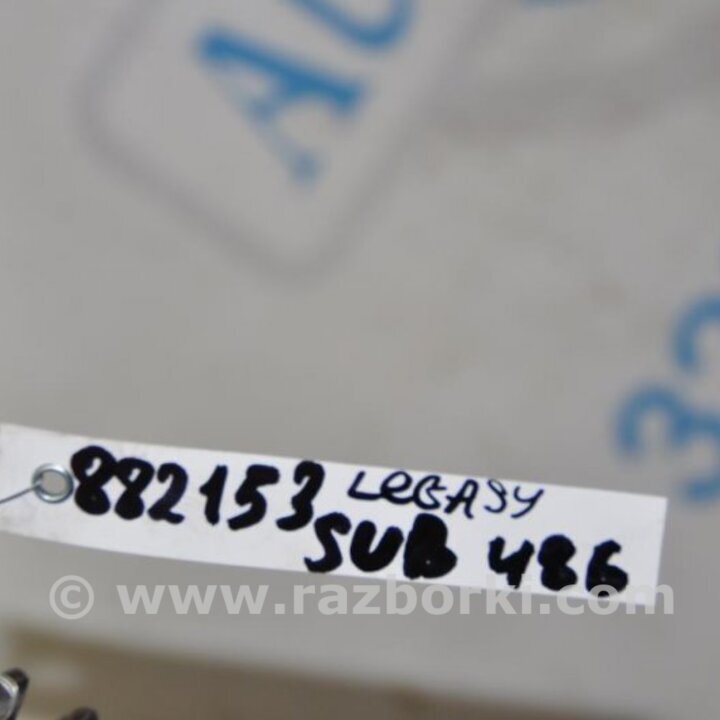 882153 LEGASY
SUB 486
© www.razborki.com